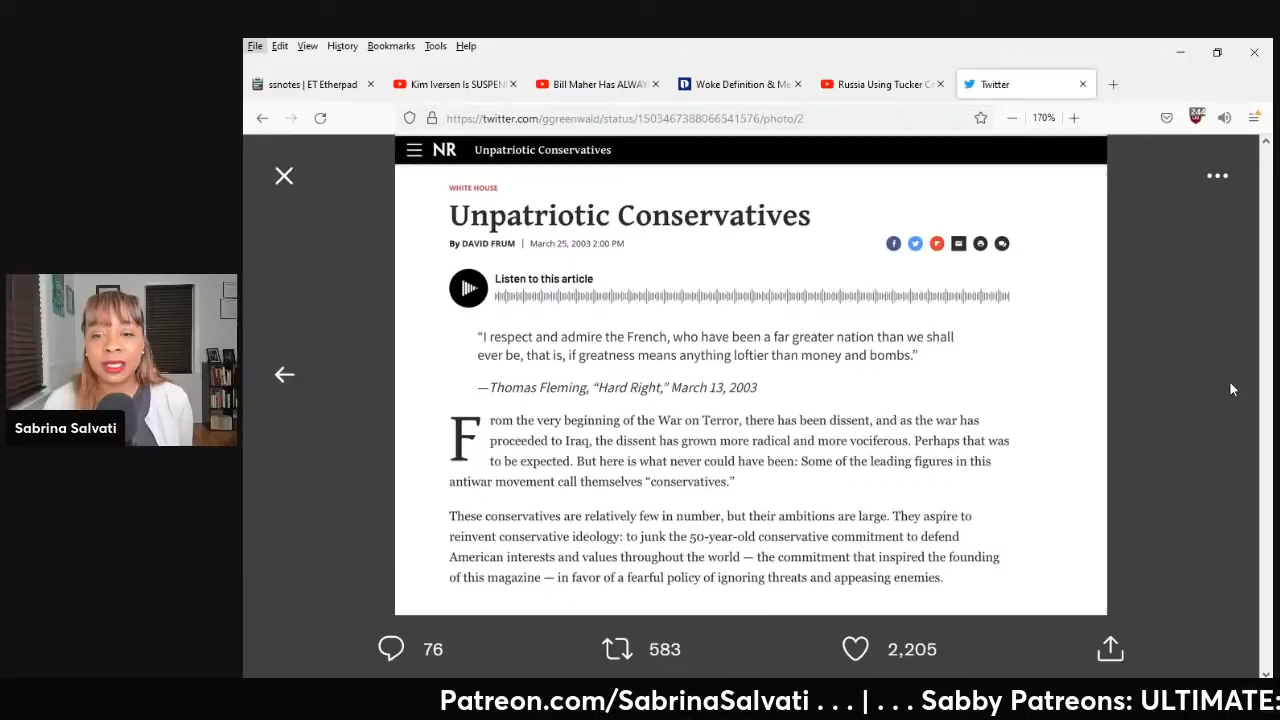 File Edit View History Bookmarks Tools Help
ssnotes | ET Etherpad
Kim Iversen Is SUSPEN
Bill Maher Has ALWAY
Woke Definition & Me
Russia Using Tucker C
Twitter
https://twitter.com/ggreenwald/status/1503467388066541576/photo/2
170%
244
NR Unpatriotic Conservatives
WHITE HOUSE
Unpatriotic Conservatives
By DAVID FRUM | March 25, 2003 2:00 PM
Listen to this article
“I respect and admire the French, who have been a far greater nation than we shall
ever be, that is, if greatness means anything loftier than money and bombs.”
—Thomas Fleming, “Hard Right,” March 13, 2003
From the very beginning of the War on Terror, there has been dissent, and as the war has
proceeded to Iraq, the dissent has grown more radical and more vociferous. Perhaps that was
to be expected. But here is what never could have been: Some of the leading figures in this
antiwar movement call themselves “conservatives.”
These conservatives are relatively few in number, but their ambitions are large. They aspire to
reinvent conservative ideology: to junk the 50-year-old conservative commitment to defend
American interests and values throughout the world — the commitment that inspired the founding
of this magazine — in favor of a fearful policy of ignoring threats and appeasing enemies.
Sabrina Salvati
76 583 2,205
Patreon.com/SabrinaSalvati . . . | . . . Sabby Patreons: ULTIMATE: